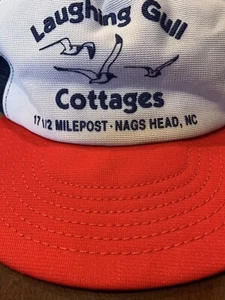 Laughing Gull
Cottages
17 1/2 MILEPOST · NAGS HEAD, NC